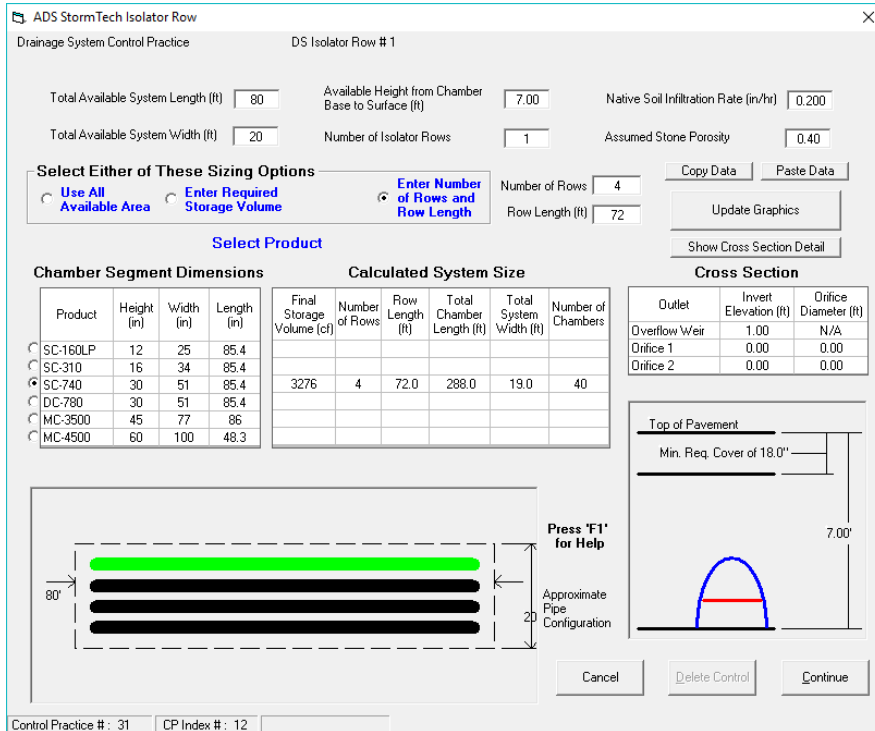 ADS StormTech Isolator Row
Drainage System Control Practice DS Isolator Row # 1
Total Available System Length (ft) 80
Available Height from Chamber
Base to Surface (ft) 7.00
Native Soil Infiltration Rate (in/hr) 0.200
Total Available System Width (ft) 20
Number of Isolator Rows 1
Assumed Stone Porosity 0.40
Select Either of These Sizing Options
Use All
Available Area
Enter Required
Storage Volume
Enter Number
of Rows and
Row Length
Number of Rows 4
Row Length (ft) 72
Copy Data Paste Data
Update Graphics
Show Cross Section Detail
Select Product
Chamber Segment Dimensions
Product Height (in) Width (in) Length (in)
SC-160LP 12 25 85.4
SC-310 16 34 85.4
SC-740 30 51 85.4
DC-780 30 51 85.4
MC-3500 45 77 86
MC-4500 60 100 48.3
Calculated System Size
Final Storage Volume (cf) Number of Rows Row Length (ft) Total Chamber Length (ft) Total System Width (ft) Number of Chambers
3276 4 72.0 288.0 19.0 40
Cross Section
Outlet Invert Elevation (ft) Orifice Diameter (ft)
Overflow Weir 1.00 N/A
Orifice 1 0.00 0.00
Orifice 2 0.00 0.00
Top of Pavement
Min. Req. Cover of 18.0"
7.00'
80'
20
Press 'F1'
for Help
Approximate
Pipe
Configuration
Cancel Delete Control Continue
Control Practice # : 31 CP Index # : 12